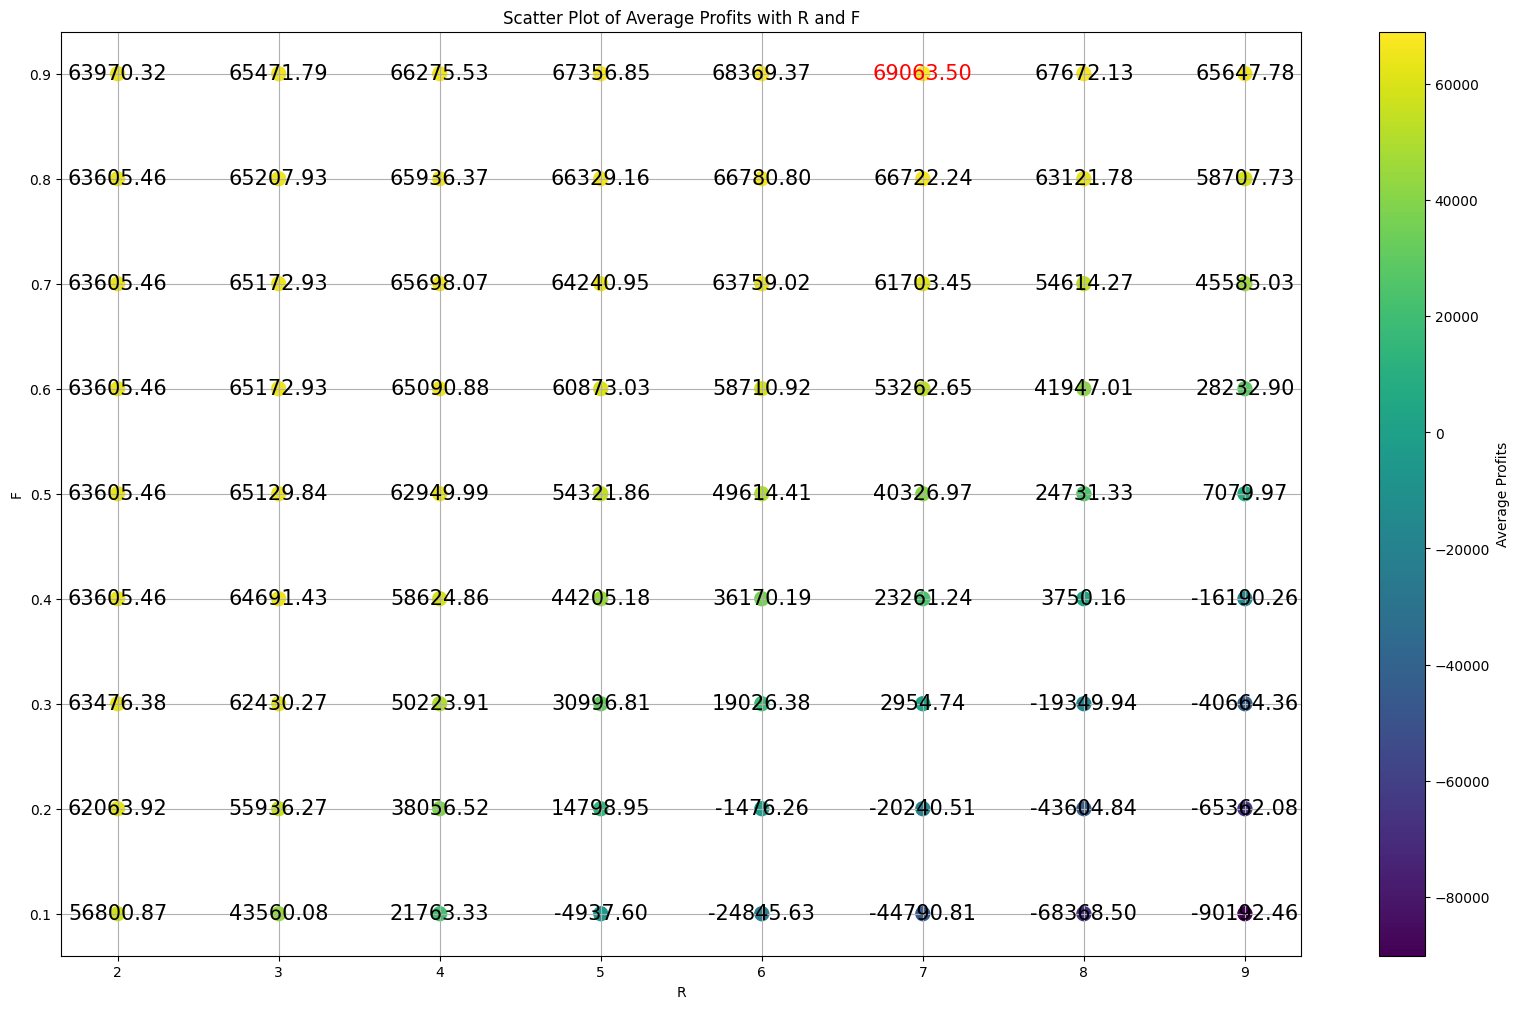 Scatter Plot of Average Profits with R and F
0.9 63970.32 65471.79 66275.53 67356.85 68369.37 69063.50 67672.13 65647.78
0.8 63605.46 65207.93 65936.37 66329.16 66780.80 66722.24 63121.78 58707.73
0.7 63605.46 65172.93 65698.07 64240.95 63759.02 61703.45 54614.27 45585.03
0.6 63605.46 65172.93 65090.88 60873.03 58710.92 53262.65 41947.01 28232.90
0.5 63605.46 65129.84 62949.99 54321.86 49614.41 40326.97 24731.33 7079.97
0.4 63605.46 64691.43 58624.86 44205.18 36170.19 23261.24 3750.16 -16190.26
0.3 63476.38 62430.27 50223.91 30996.81 19026.38 2954.74 -19349.94 -40664.36
0.2 62063.92 55936.27 38056.52 14798.95 -1476.26 -20240.51 -43604.84 -65362.08
0.1 56800.87 43560.08 21763.33 -4937.60 -24845.63 -44790.81 -68368.50
2 3 4 5 6 7 8 9
R
F
60000
40000
20000
0
−20000
−40000
−60000
−80000
Average Profits